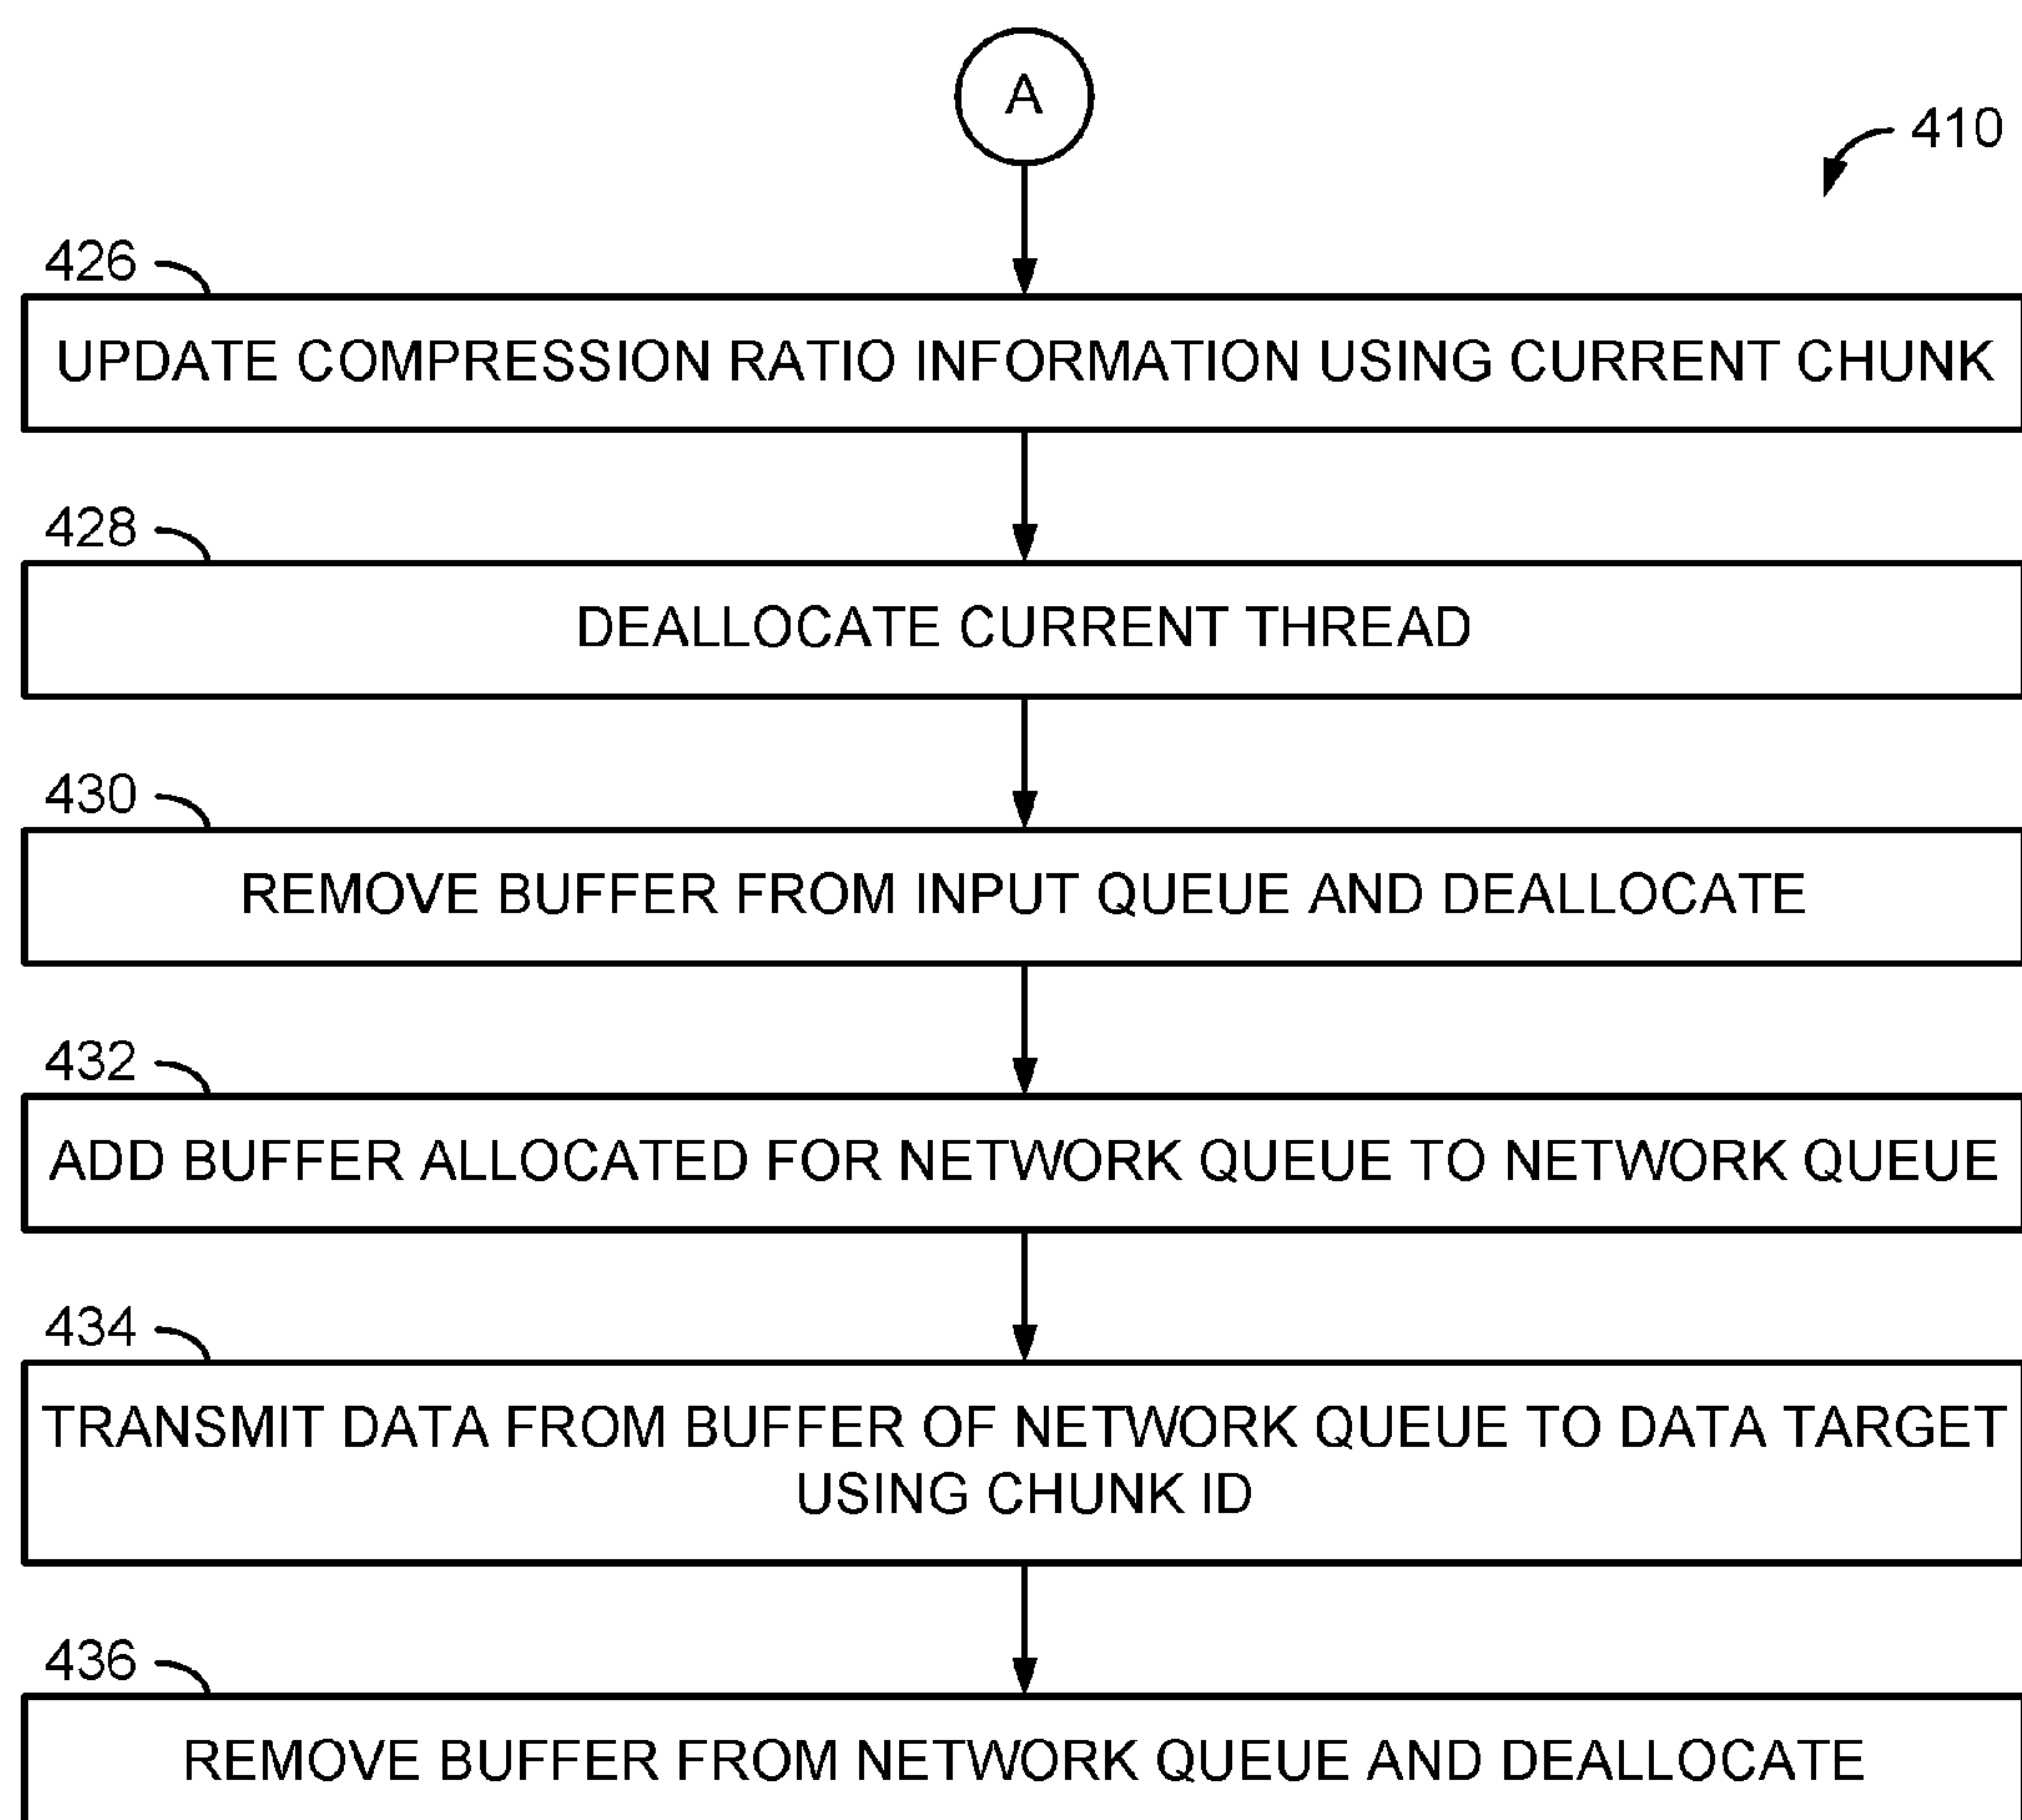 A
410
426
UPDATE COMPRESSION RATIO INFORMATION USING CURRENT CHUNK
428
DEALLOCATE CURRENT THREAD
430
REMOVE BUFFER FROM INPUT QUEUE AND DEALLOCATE
432
ADD BUFFER ALLOCATED FOR NETWORK QUEUE TO NETWORK QUEUE
434
TRANSMIT DATA FROM BUFFER OF NETWORK QUEUE TO DATA TARGET
USING CHUNK ID
436
REMOVE BUFFER FROM NETWORK QUEUE AND DEALLOCATE